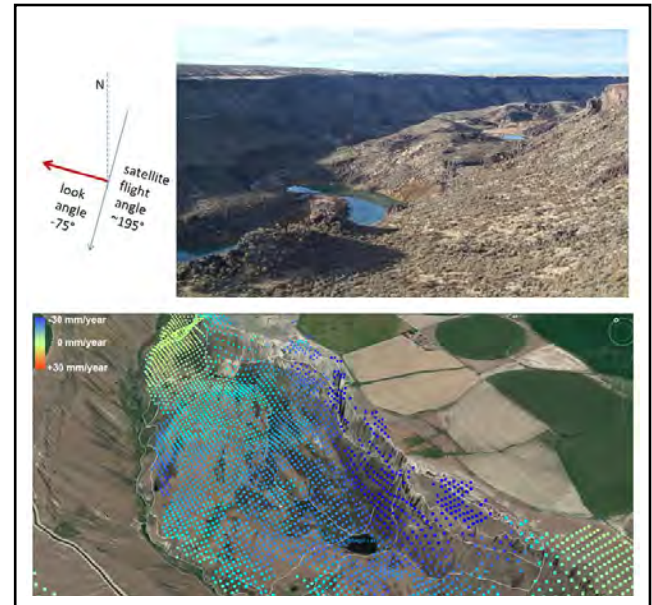 N
satellite
flight
angle
~195°
look
angle
-75°
-30 mm/year
0 mm/year
+30 mm/year